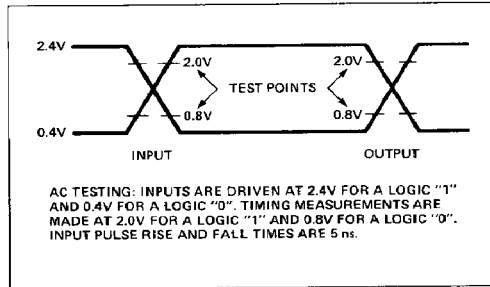 2.4V
2.0V TEST POINTS 2.0V
0.8V 0.8V
0.4V
INPUT OUTPUT
AC TESTING: INPUTS ARE DRIVEN AT 2.4V FOR A LOGIC "1"
AND 0.4V FOR A LOGIC "0". TIMING MEASUREMENTS ARE
MADE AT 2.0V FOR A LOGIC "1" AND 0.8V FOR A LOGIC "0".
INPUT PULSE RISE AND FALL TIMES ARE 5 ns.